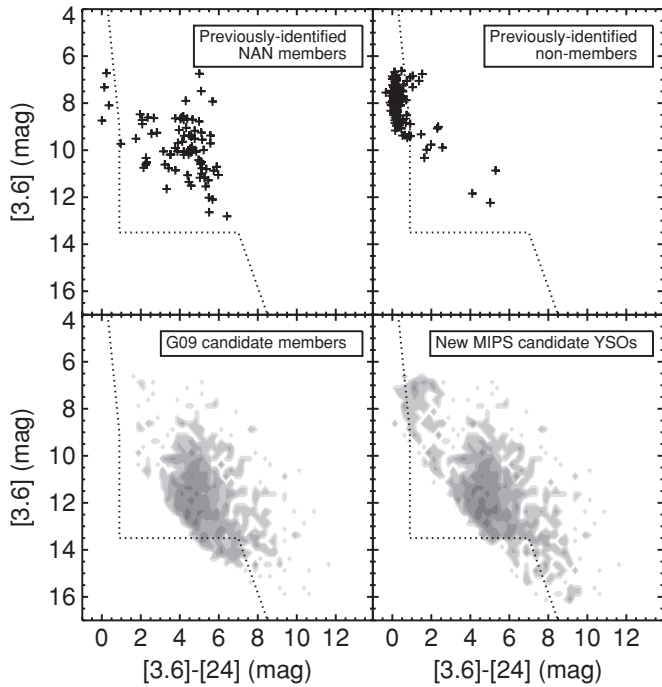 Previously-identified
NAN members
Previously-identified
non-members
4
6
8
10
12
14
16
[3.6] (mag)
G09 candidate members
New MIPS candidate YSOs
4
6
8
10
12
14
16
[3.6] (mag)
0 2 4 6 8 10 12
0 2 4 6 8 10 12
[3.6]-[24] (mag)
[3.6]-[24] (mag)